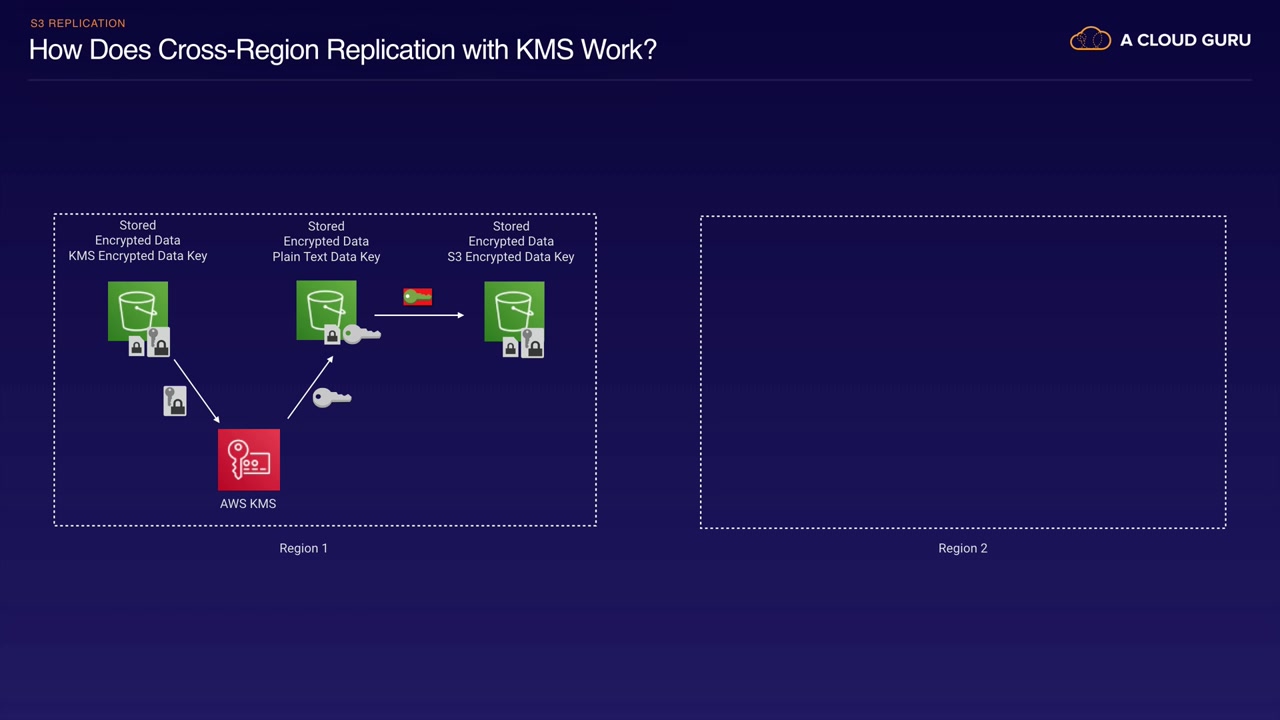 S3 REPLICATION
How Does Cross-Region Replication with KMS Work?
A CLOUD GURU
Stored
Encrypted Data
KMS Encrypted Data Key
Stored
Encrypted Data
Plain Text Data Key
Stored
Encrypted Data
S3 Encrypted Data Key
AWS KMS
Region 1
Region 2